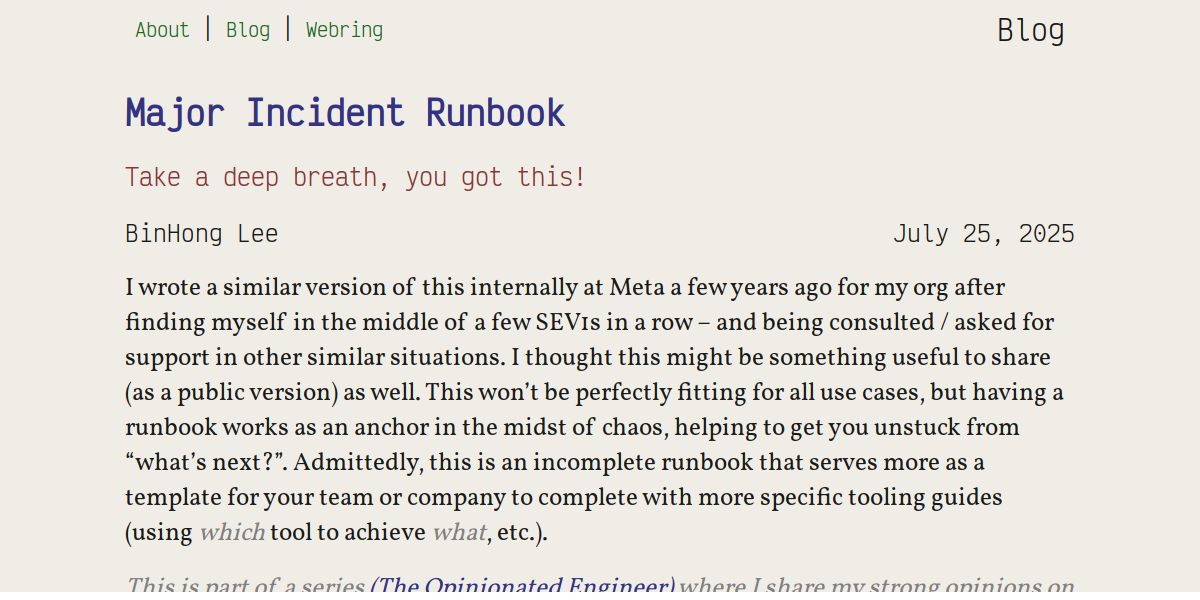 About | Blog | Webring
Blog
Major Incident Runbook
Take a deep breath, you got this!
BinHong Lee
July 25, 2025
I wrote a similar version of this internally at Meta a few years ago for my org after
finding myself in the middle of a few SEV1s in a row – and being consulted / asked for
support in other similar situations. I thought this might be something useful to share
(as a public version) as well. This won’t be perfectly fitting for all use cases, but having a
runbook works as an anchor in the midst of chaos, helping to get you unstuck from
“what’s next?”. Admittedly, this is an incomplete runbook that serves more as a
template for your team or company to complete with more specific tooling guides
(using which tool to achieve what, etc.).
This is part of a series (The Opinionated Engineer) where I share my strong opinions on